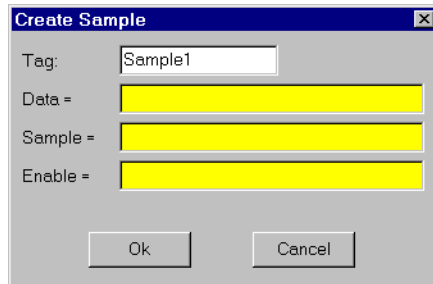 Create Sample
Tag: Sample1
Data =
Sample =
Enable =
Ok Cancel